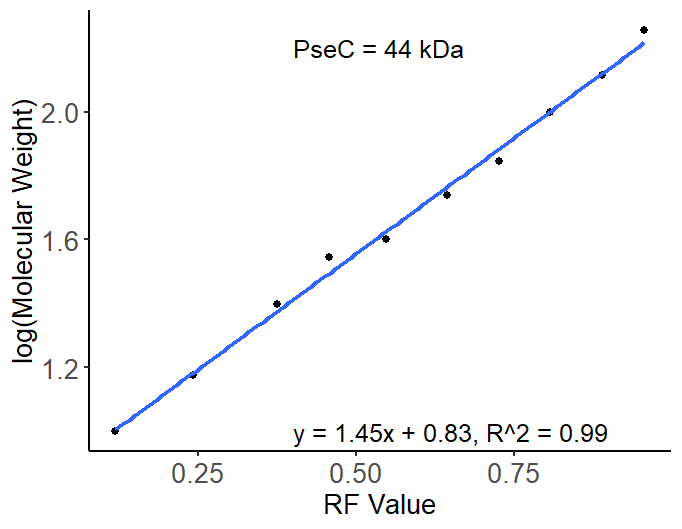 PseC = 44 kDa
log(Molecular Weight)
2.0
1.6
1.2
y = 1.45x + 0.83, R^2 = 0.99
0.25 0.50 0.75
RF Value